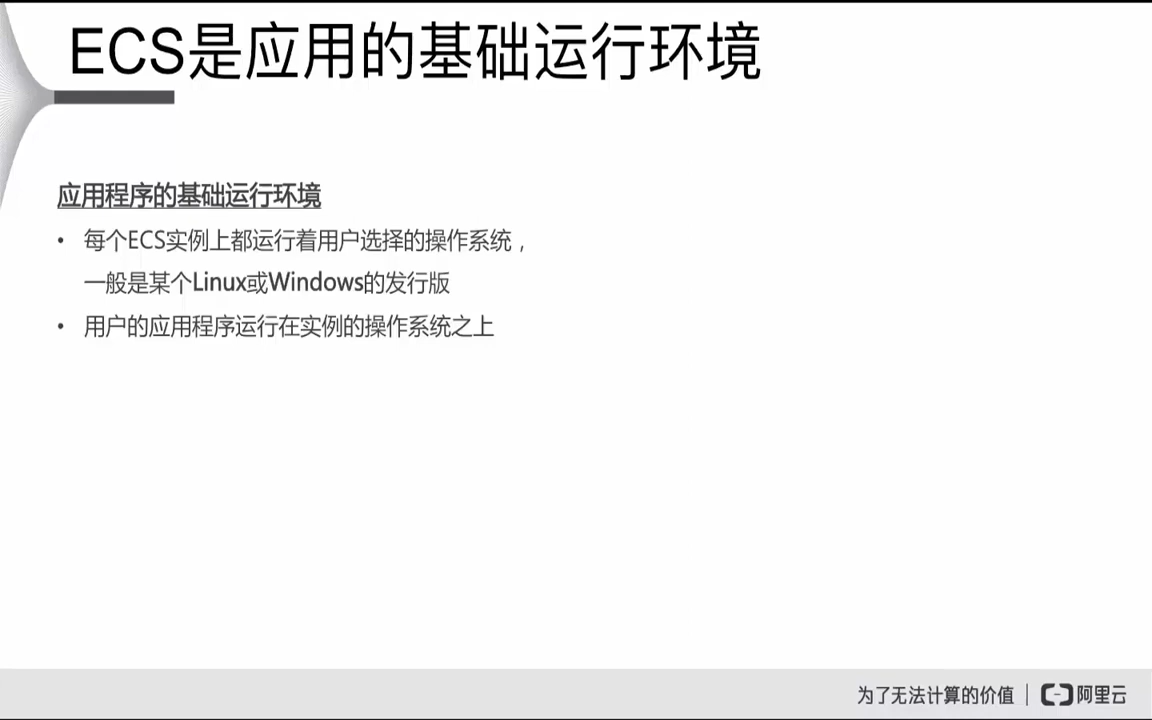 ECS是应用的基础运行环境
应用程序的基础运行环境
• 每个ECS实例上都运行着用户选择的操作系统，
一般是某个Linux或Windows的发行版
• 用户的应用程序运行在实例的操作系统之上
为了无法计算的价值 | 阿里云